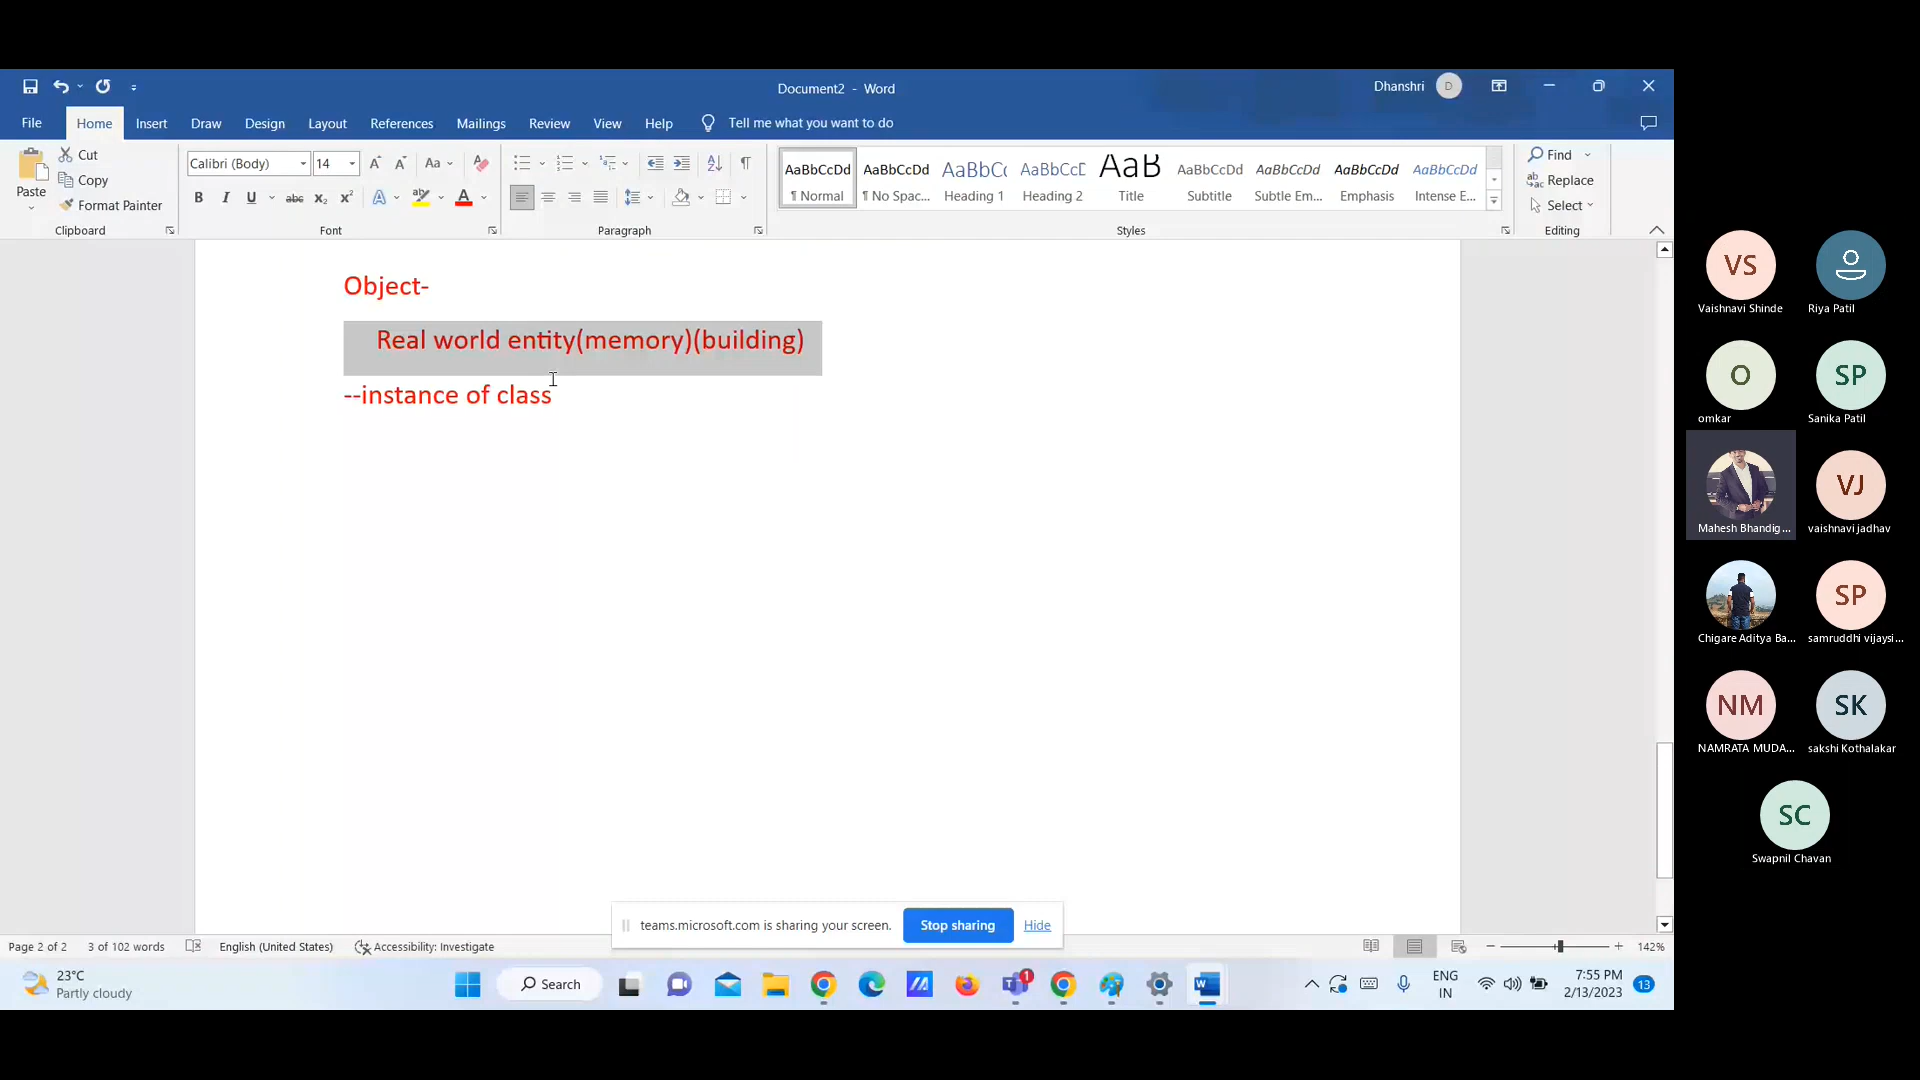 Document2 - Word
Dhanshri
D
File
Home
Insert
Draw
Design
Layout
References
Mailings
Review
View
Help
Tell me what you want to do
Paste
Cut
Copy
Format Painter
Clipboard
Calibri (Body)
14
Font
Paragraph
AaBbCcDd
¶ Normal
AaBbCcDd
¶ No Spac...
AaBbCc
Heading 1
AaBbCcD
Heading 2
AaB
Title
AaBbCcDd
Subtitle
AaBbCcDd
Subtle Em...
AaBbCcDd
Emphasis
AaBbCcDd
Intense E...
Styles
Find
Replace
Select
Editing
Object-
Real world entity(memory)(building)
--instance of class
VS
Vaishnavi Shinde
Riya Patil
O
omkar
SP
Sanika Patil
Mahesh Bhandig...
VJ
vaishnavi jadhav
Chigare Aditya Ba...
SP
samruddhi vijaysi...
NM
NAMRATA MUDA...
SK
sakshi Kothalakar
SC
Swapnil Chavan
teams.microsoft.com is sharing your screen.
Stop sharing
Hide
Page 2 of 2
3 of 102 words
English (United States)
Accessibility: Investigate
142%
23°C
Partly cloudy
Search
1
ENG
IN
7:55 PM
2/13/2023
13